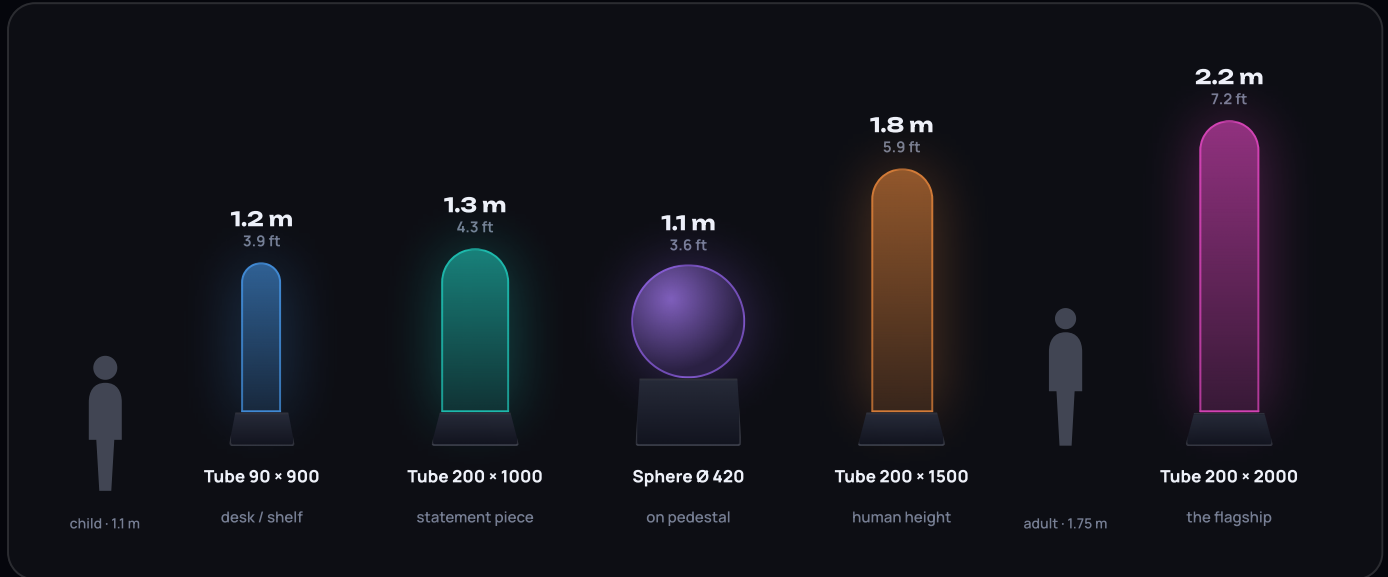 1.2 m
3.9 ft
Tube 90 × 900
desk / shelf
1.3 m
4.3 ft
Tube 200 × 1000
statement piece
1.1 m
3.6 ft
Sphere Ø 420
on pedestal
1.8 m
5.9 ft
Tube 200 × 1500
human height
2.2 m
7.2 ft
Tube 200 × 2000
the flagship
child · 1.1 m
adult · 1.75 m